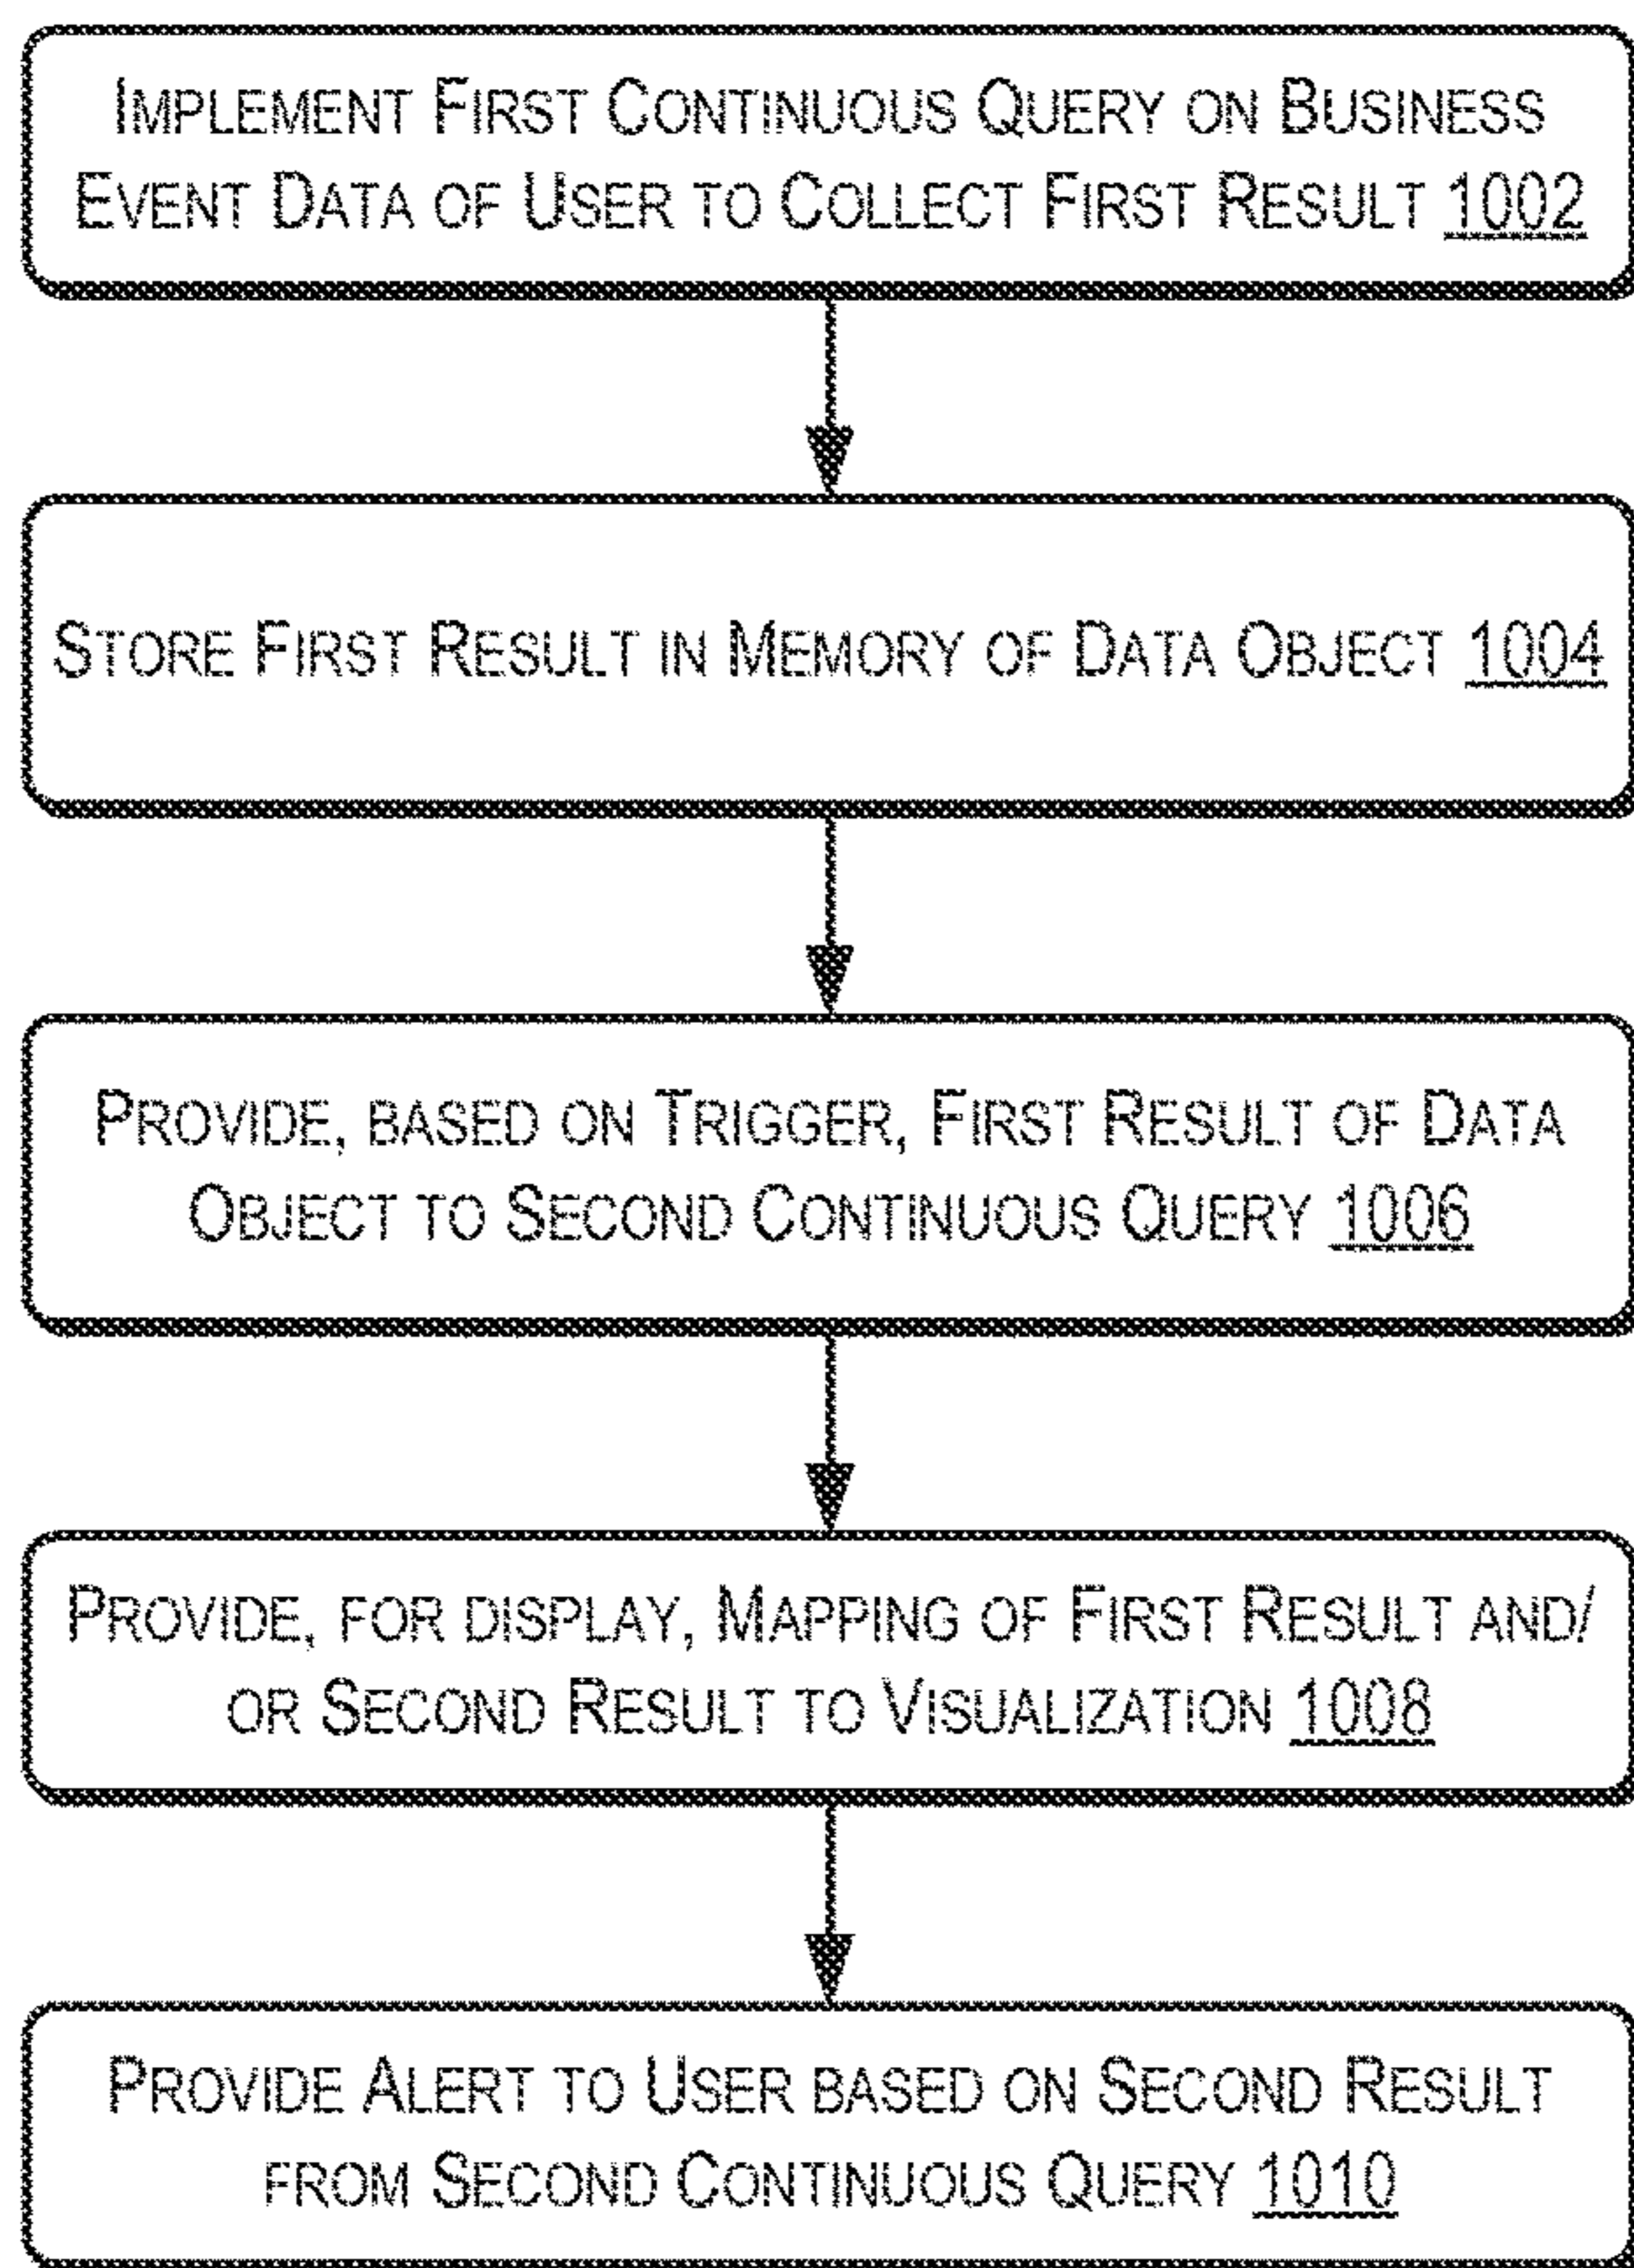 IMPLEMENT FIRST CONTINUOUS QUERY ON BUSINESS
EVENT DATA OF USER TO COLLECT FIRST RESULT 1002
STORE FIRST RESULT IN MEMORY OF DATA OBJECT 1004
PROVIDE, BASED ON TRIGGER, FIRST RESULT OF DATA
OBJECT TO SECOND CONTINUOUS QUERY 1006
PROVIDE, FOR DISPLAY, MAPPING OF FIRST RESULT AND/
OR SECOND RESULT TO VISUALIZATION 1008
PROVIDE ALERT TO USER BASED ON SECOND RESULT
FROM SECOND CONTINUOUS QUERY 1010